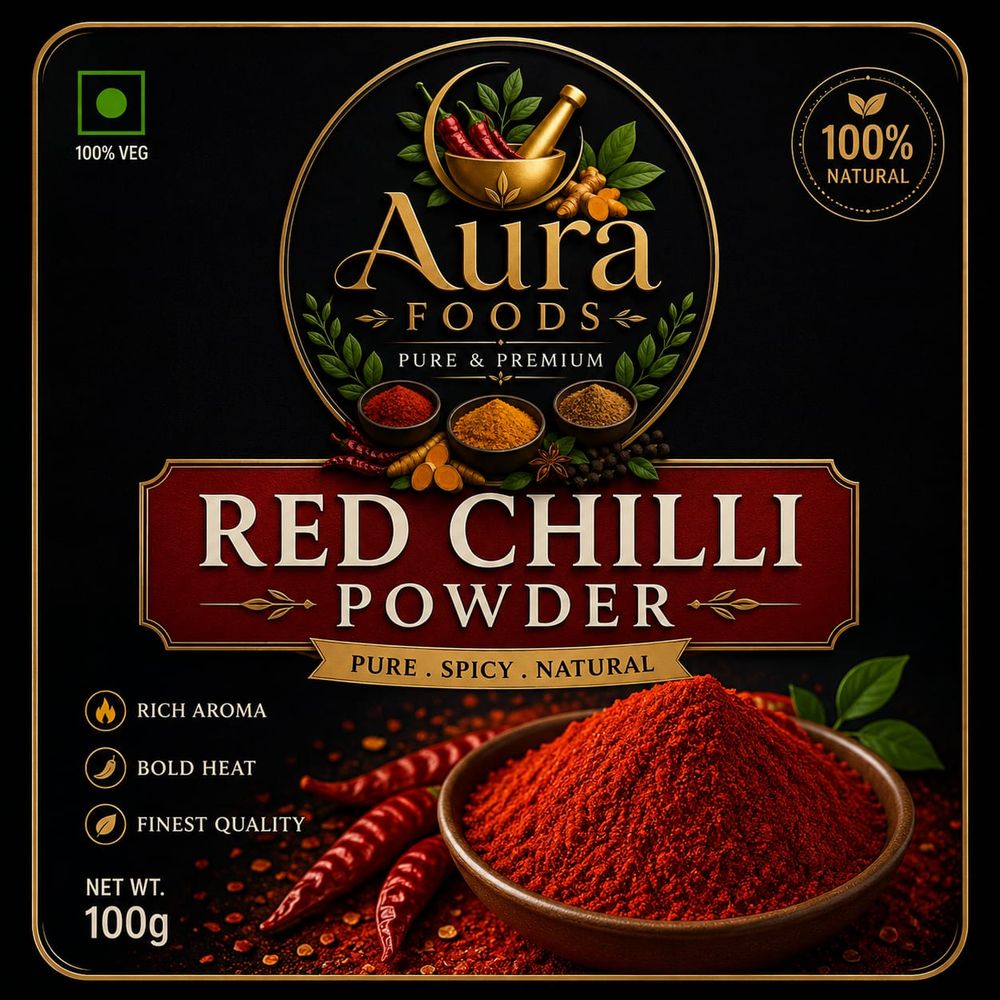 100% VEG
100%
NATURAL
Aura
FOODS
PURE & PREMIUM
RED CHILLI
POWDER
PURE . SPICY . NATURAL
RICH AROMA
BOLD HEAT
FINEST QUALITY
NET WT.
100g